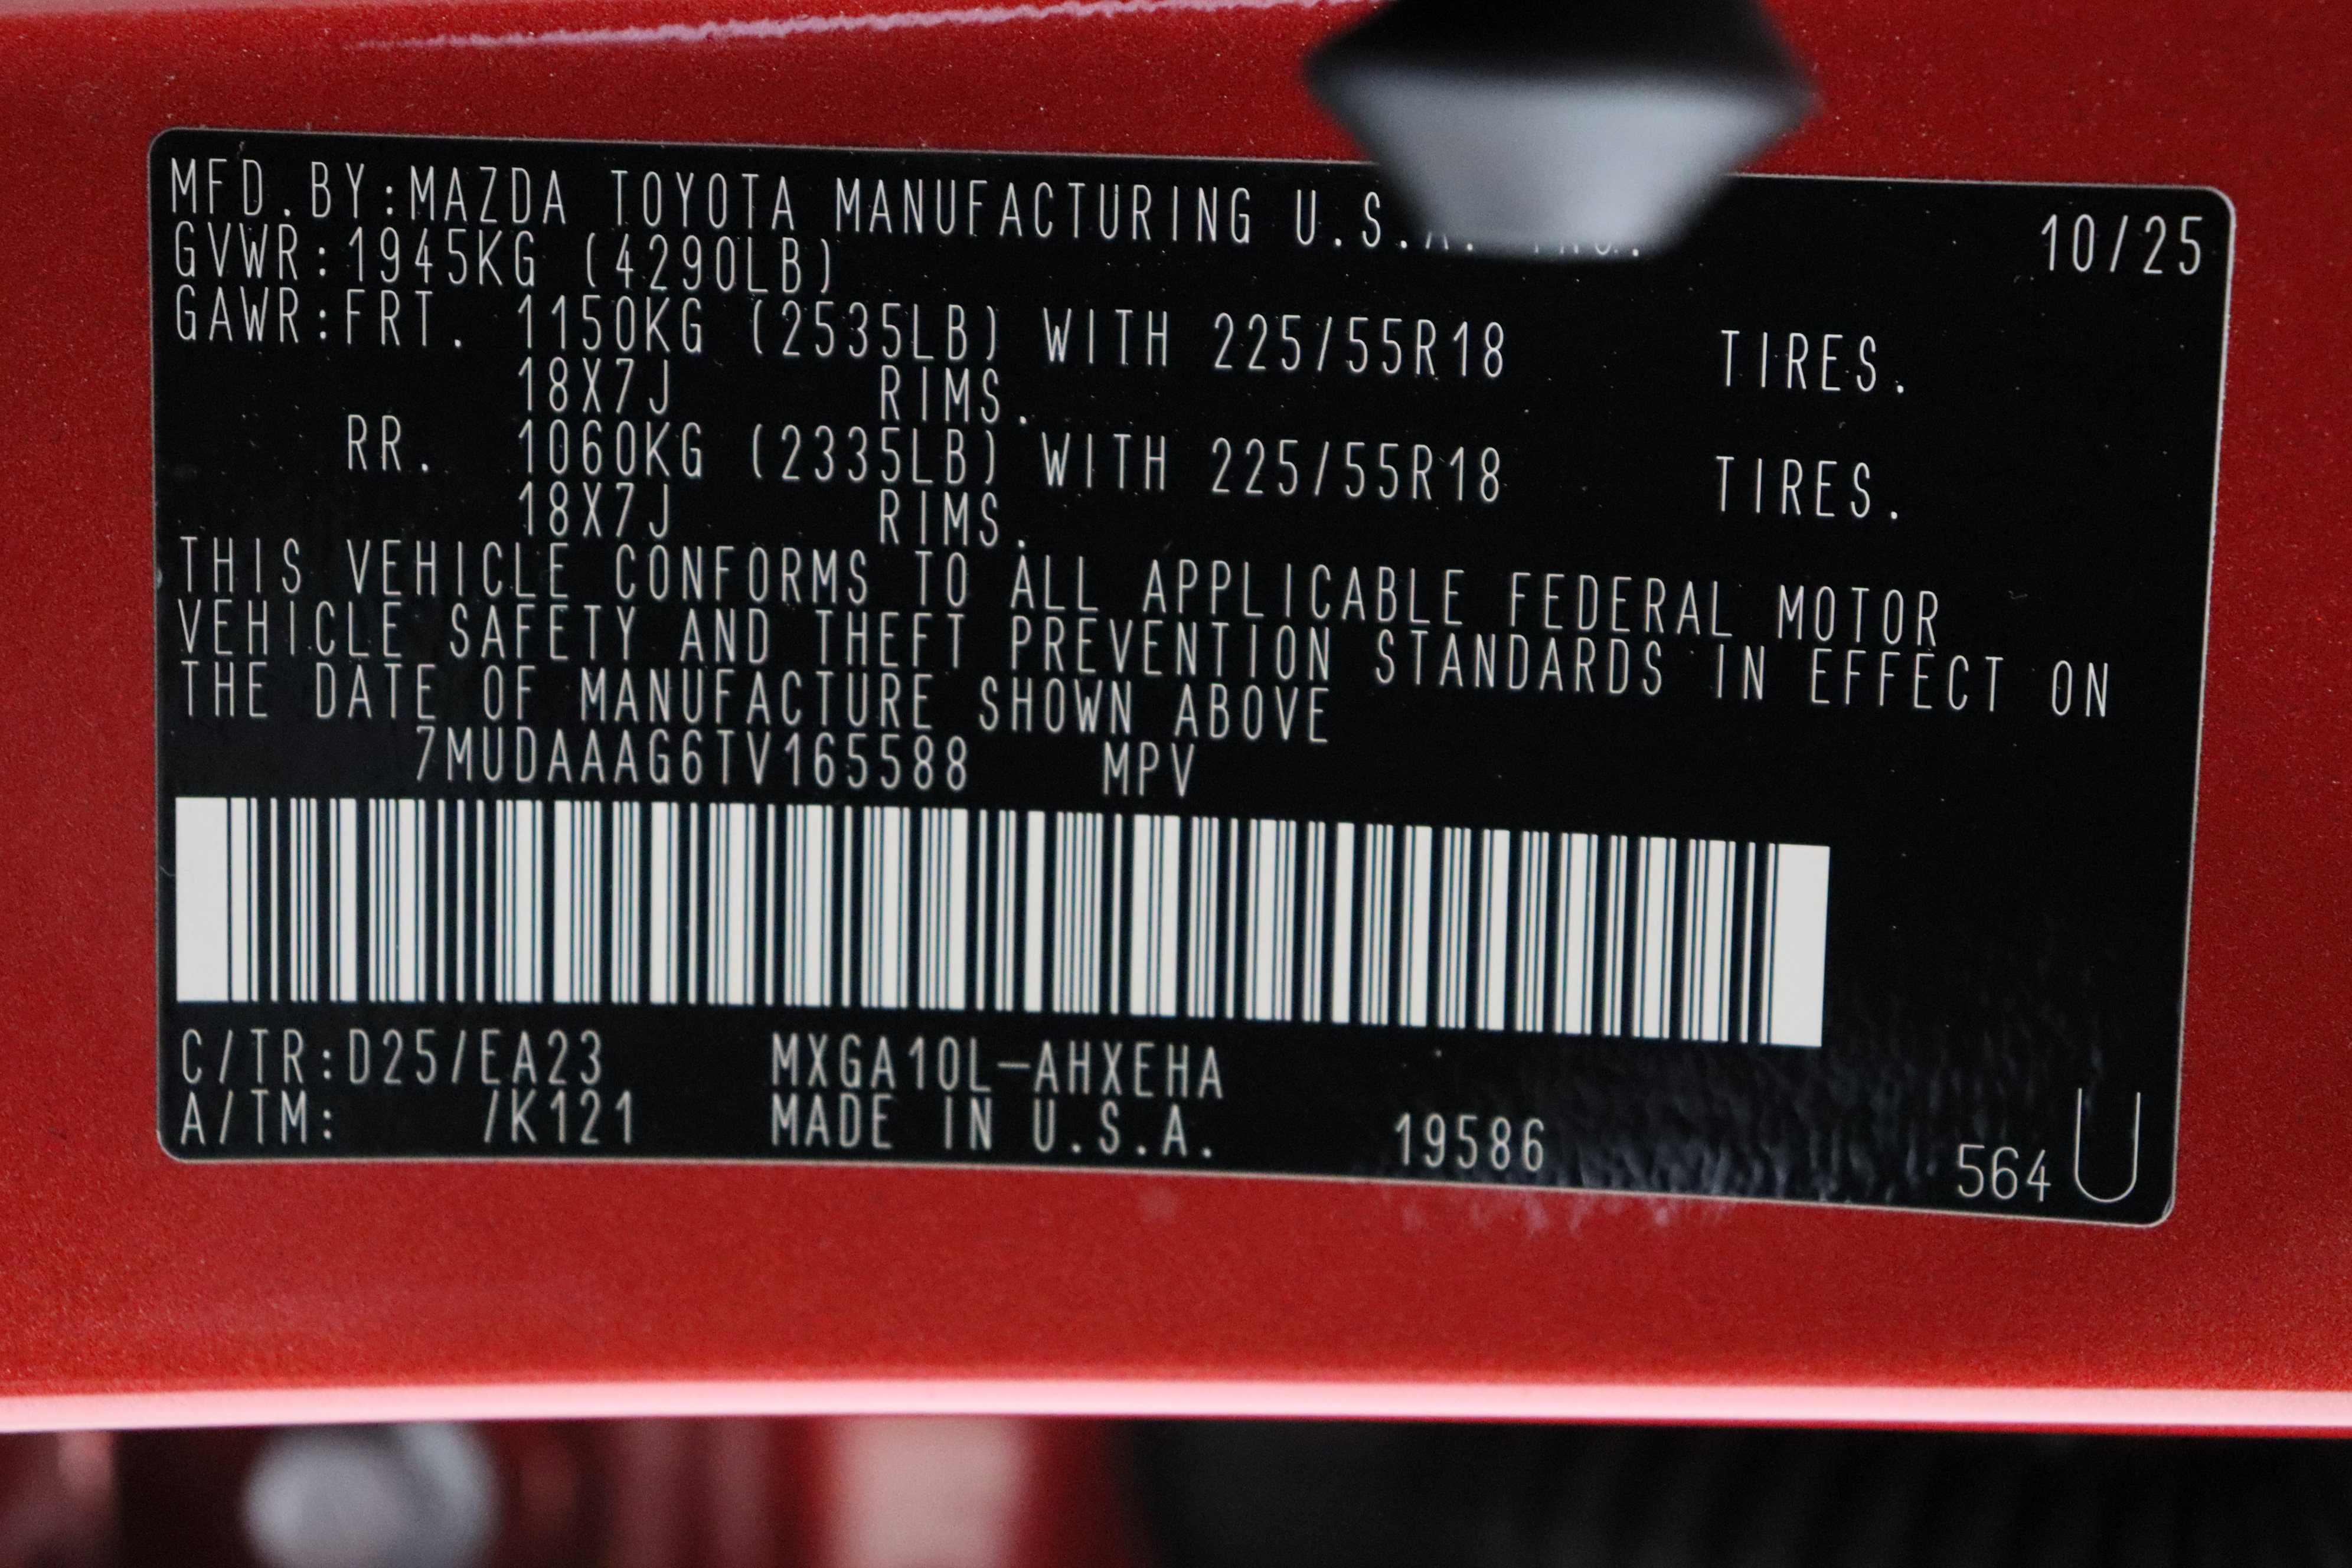 MFD.BY:MAZDA TOYOTA MANUFACTURING U.S.A. INC. 10/25
GVWR:1945KG (4290LB)
GAWR:FRT. 1150KG (2535LB) WITH 225/55R18 TIRES.
18X7J RIMS.
RR. 1060KG (2335LB) WITH 225/55R18 TIRES.
18X7J RIMS.
THIS VEHICLE CONFORMS TO ALL APPLICABLE FEDERAL MOTOR
VEHICLE SAFETY AND THEFT PREVENTION STANDARDS IN EFFECT ON
THE DATE OF MANUFACTURE SHOWN ABOVE
7MUDAAAG6TV165588 MPV
C/TR:D25/EA23 MXGA10L-AHXEHA
A/TM: /K121 MADE IN U.S.A. 19586 564 U